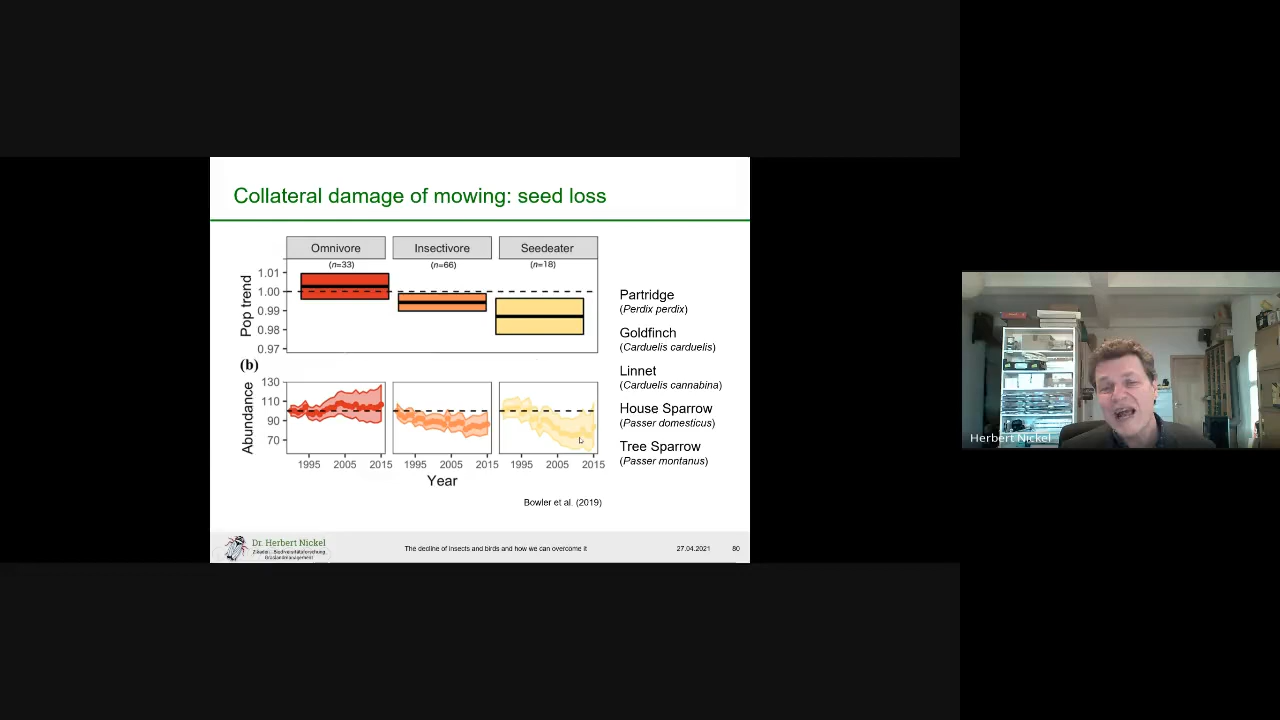 Collateral damage of mowing: seed loss
Omnivore
Insectivore
Seedeater
(n=33)
(n=66)
(n=18)
Pop trend
1.01
1.00
0.99
0.98
0.97
(b)
Abundance
130
110
90
70
1995 2005 2015
1995 2005 2015
1995 2005 2015
Year
Partridge
(Perdix perdix)
Goldfinch
(Carduelis carduelis)
Linnet
(Carduelis cannabina)
House Sparrow
(Passer domesticus)
Tree Sparrow
(Passer montanus)
Bowler et al. (2019)
Dr. Herbert Nickel
Zikaden, Biodiversitätsforschung,
Graslandmanagement
The decline of insects and birds and how we can overcome it
27.04.2021
80
Herbert Nickel